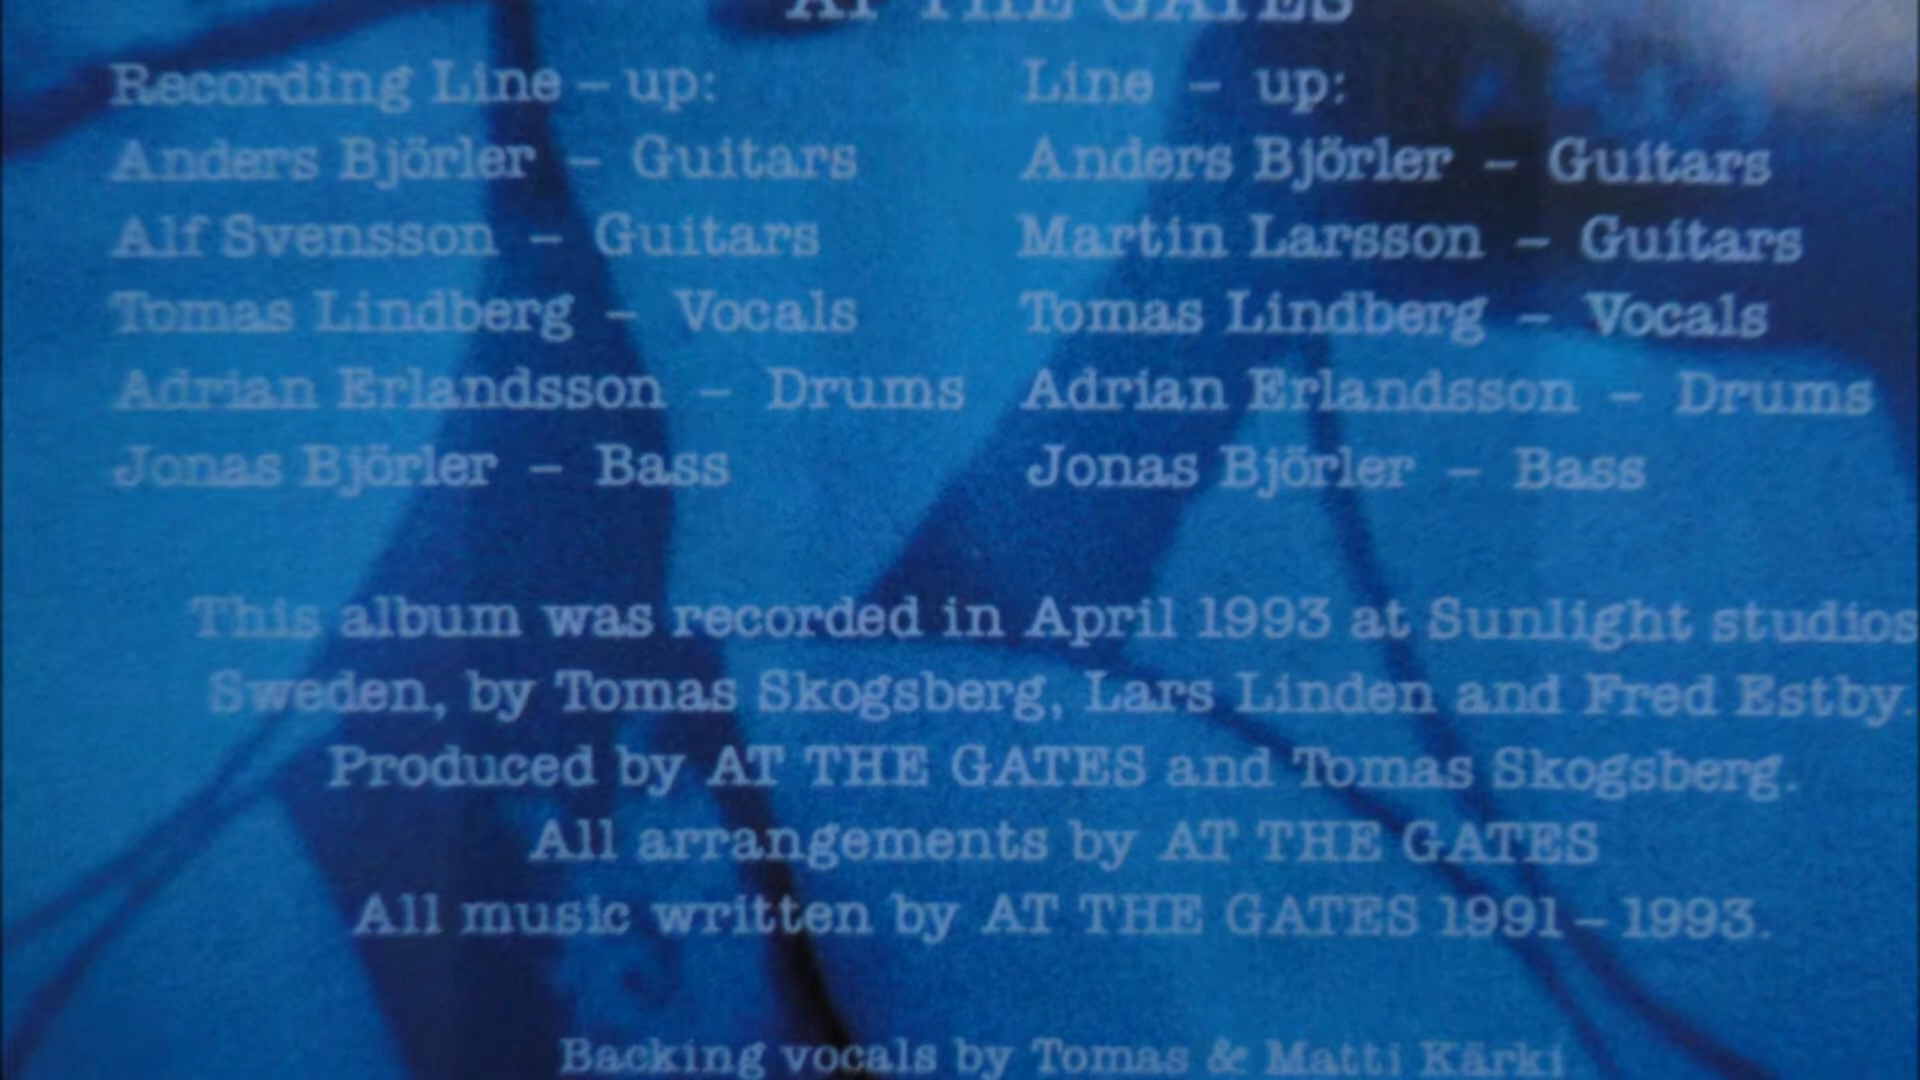 AT THE GATES
Recording Line – up:
Anders Björler – Guitars
Alf Svensson – Guitars
Tomas Lindberg – Vocals
Adrian Erlandsson – Drums
Jonas Björler – Bass
Line – up:
Anders Björler – Guitars
Martin Larsson – Guitars
Tomas Lindberg – Vocals
Adrian Erlandsson – Drums
Jonas Björler – Bass
This album was recorded in April 1993 at Sunlight studios
Sweden, by Tomas Skogsberg, Lars Linden and Fred Estby.
Produced by AT THE GATES and Tomas Skogsberg.
All arrangements by AT THE GATES
All music written by AT THE GATES 1991 – 1993.
Backing vocals by Tomas & Matti Kärki